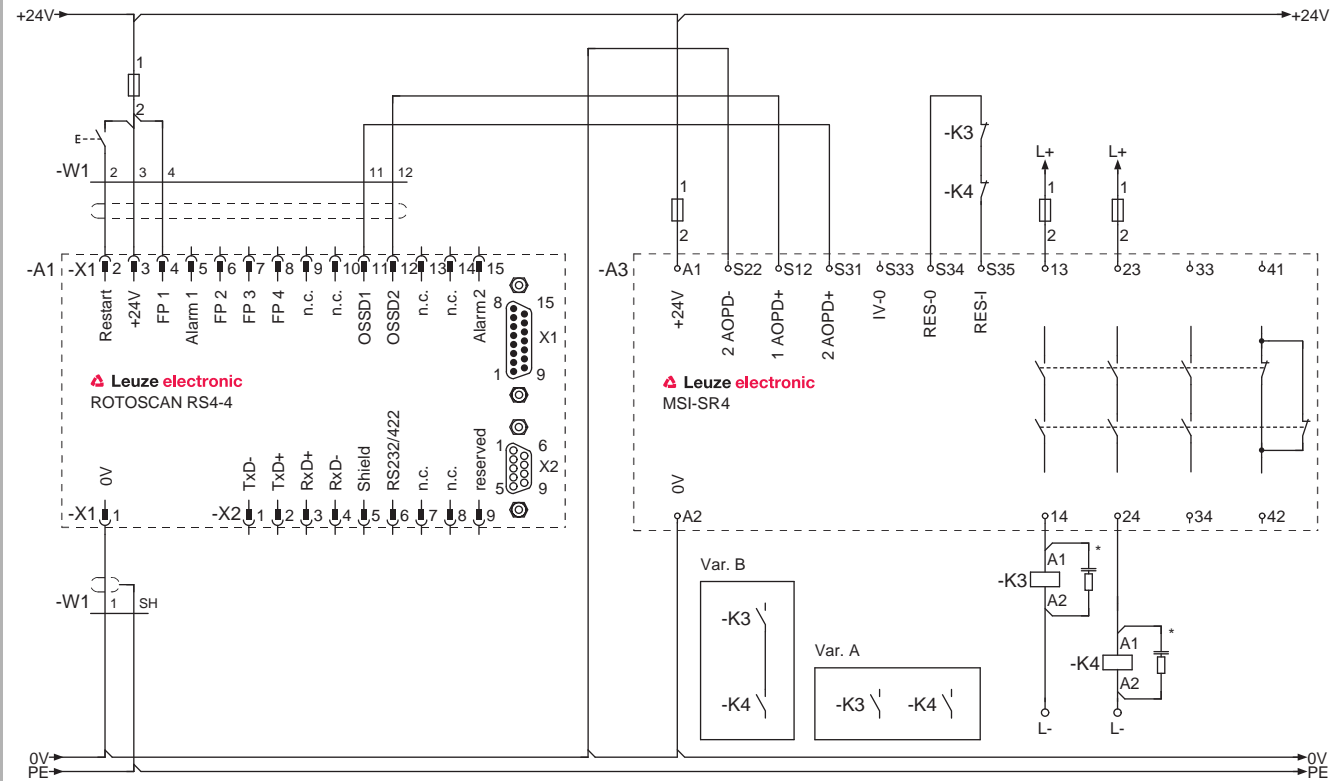 +24V
+24V
1
2
E
-W1 2 3 4 11 12
1
2
-K3
-K4
L+
L+
1
2
1
2
-A1 -X1 2 3 4 5 6 7 8 9 10 11 12 13 14 15
Restart
+24V
FP 1
Alarm 1
FP 2
FP 3
FP 4
n.c.
n.c.
OSSD1
OSSD2
n.c.
n.c.
Alarm 2
8 15
X1
1 9
Leuze electronic
ROTOSCAN RS4-4
1 6
X2
5 9
0V
TxD-
TxD+
RxD+
RxD-
Shield
RS232/422
n.c.
n.c.
reserved
-X1 1
-X2 1 2 3 4 5 6 7 8 9
-W1 1 SH
-A3 A1 S22 S12 S31 S33 S34 S35 13 23 33 41
+24V
2 AOPD-
1 AOPD+
2 AOPD+
IV-0
RES-0
RES-I
Leuze electronic
MSI-SR4
0V
A2 14 24 34 42
Var. B
-K3
-K4
Var. A
-K3 -K4
A1
*
-K3
A2
A1
*
-K4
A2
L-
L-
0V
0V
PE
PE